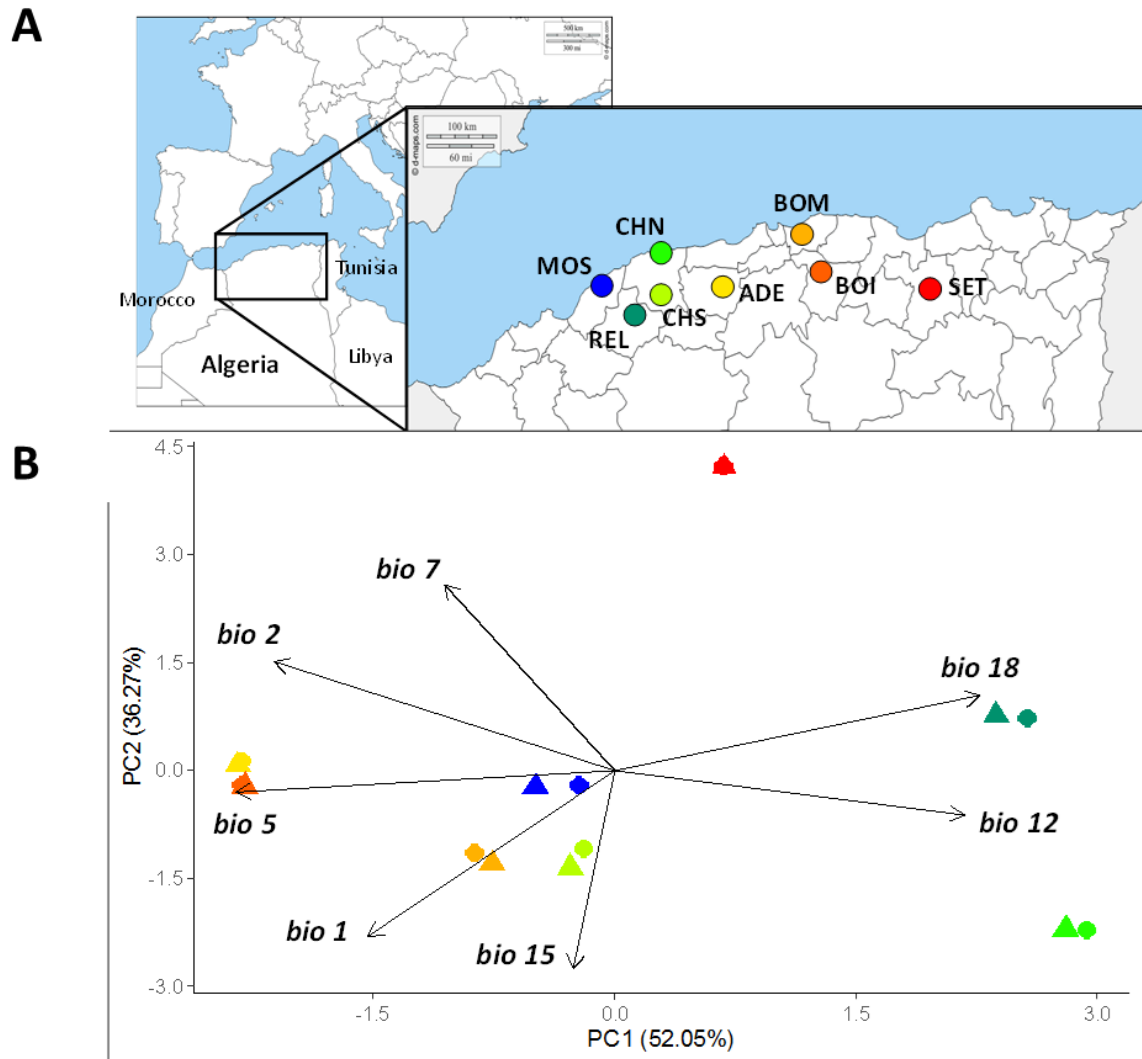 A
500 km
300 mi
© d-maps.com
100 km
60 mi
© d-maps.com
BOM
CHN
MOS
ADE
BOI
SET
CHS
REL
Tunisia
Morocco
Algeria
Libya
B
4.5
3.0
1.5
0.0
-1.5
-3.0
PC2 (36.27%)
bio 7
bio 2
bio 18
bio 5
bio 12
bio 1
bio 15
-1.5
0.0
1.5
3.0
PC1 (52.05%)